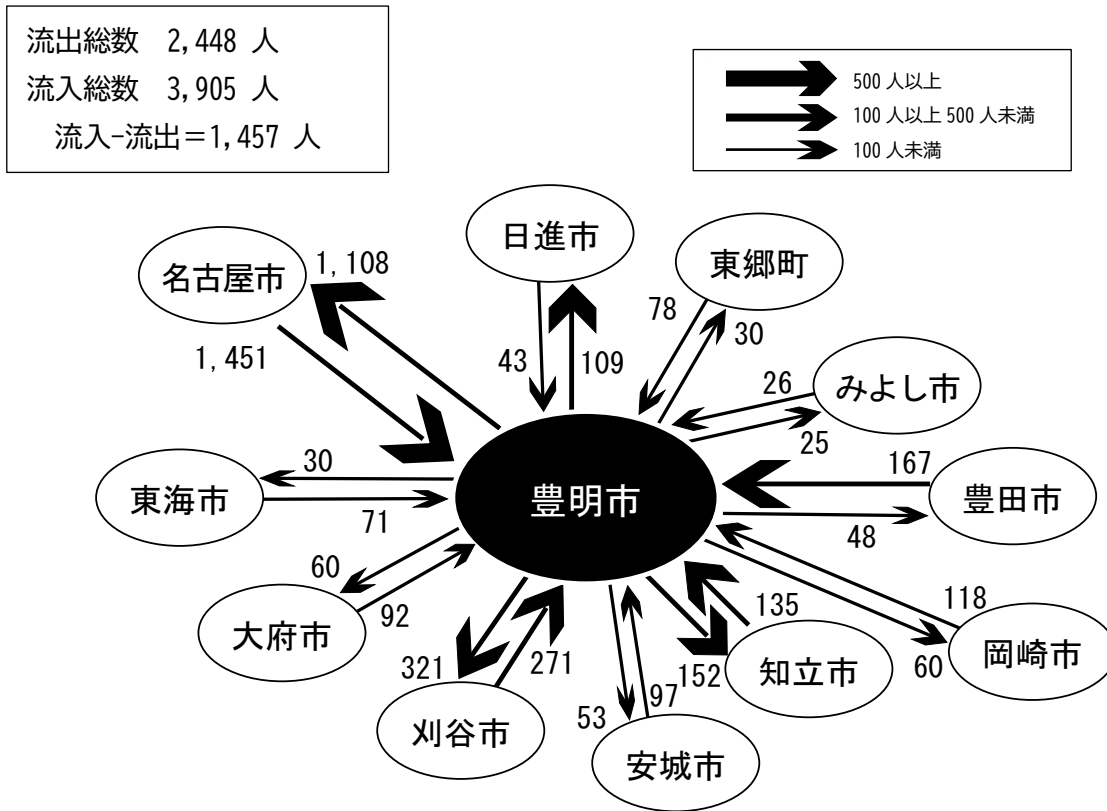 流出総数 2,448 人
流入総数 3,905 人
流入-流出＝1,457 人
500 人以上
100 人以上 500 人未満
100 人未満
日進市
東郷町
名古屋市
1,108
78
30
1,451
43
109
26
みよし市
25
30
167
東海市
豊明市
豊田市
71
48
60
92
135
118
大府市
321
271
152
知立市
60
岡崎市
97
53
刈谷市
安城市